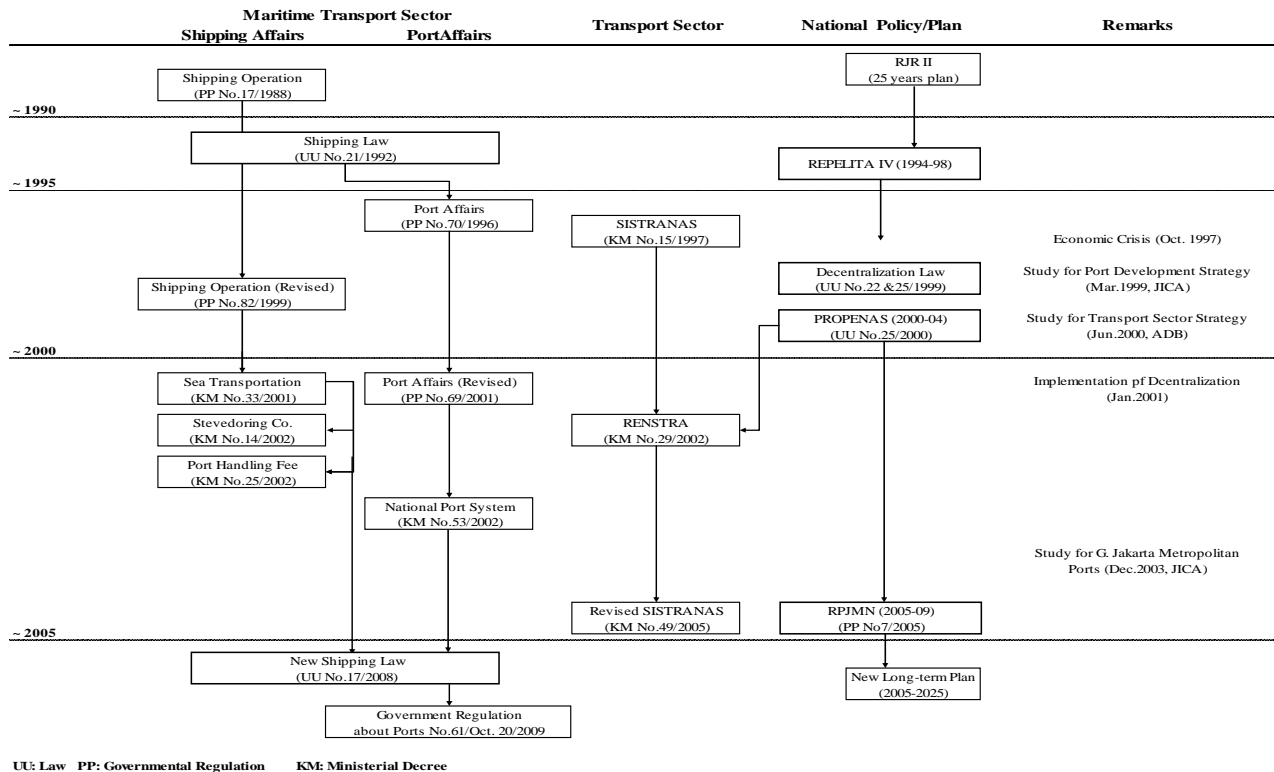 Maritime Transport Sector
Shipping Affairs
PortAffairs
Transport Sector
National Policy/Plan
Remarks
RJR II
(25 years plan)
Shipping Operation
(PP No.17/1988)
~ 1990
Shipping Law
(UU No.21/1992)
REPELITA IV (1994-98)
~ 1995
Port Affairs
(PP No.70/1996)
SISTRANAS
(KM No.15/1997)
Economic Crisis (Oct. 1997)
Shipping Operation (Revised)
(PP No.82/1999)
Decentralization Law
(UU No.22 &25/1999)
Study for Port Development Strategy
(Mar.1999, JICA)
PROPENAS (2000-04)
(UU No.25/2000)
Study for Transport Sector Strategy
(Jun.2000, ADB)
~ 2000
Sea Transportation
(KM No.33/2001)
Port Affairs (Revised)
(PP No.69/2001)
Implementation pf Dcentralization
(Jan.2001)
Stevedoring Co.
(KM No.14/2002)
RENSTRA
(KM No.29/2002)
Port Handling Fee
(KM No.25/2002)
National Port System
(KM No.53/2002)
Study for G. Jakarta Metropolitan
Ports (Dec.2003, JICA)
Revised SISTRANAS
(KM No.49/2005)
RPJMN (2005-09)
(PP No7/2005)
~ 2005
New Shipping Law
(UU No.17/2008)
New Long-term Plan
(2005-2025)
Government Regulation
about Ports No.61/Oct. 20/2009
UU: Law PP: Governmental Regulation KM: Ministerial Decree